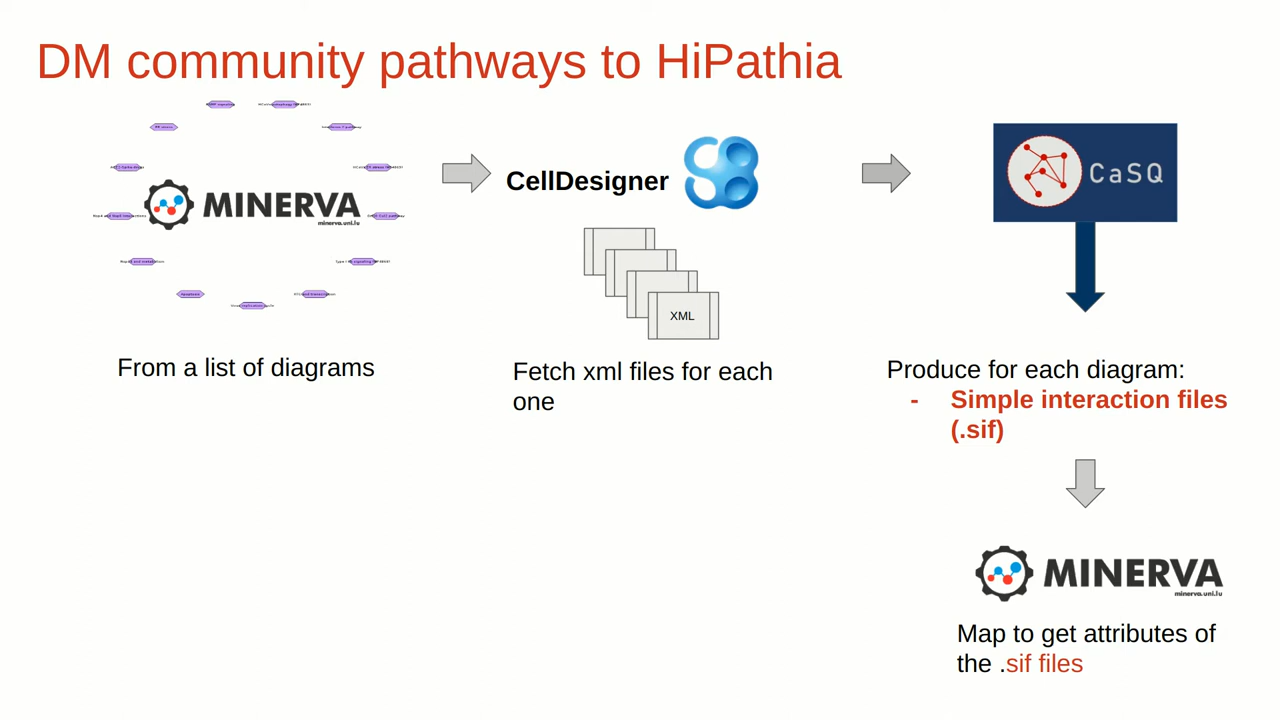 DM community pathways to HiPathia
MINERVA
minerva.uni.lu
From a list of diagrams
CellDesigner
XML
Fetch xml files for each
one
CaSQ
Produce for each diagram:
- Simple interaction files
(.sif)
MINERVA
minerva.uni.lu
Map to get attributes of
the .sif files